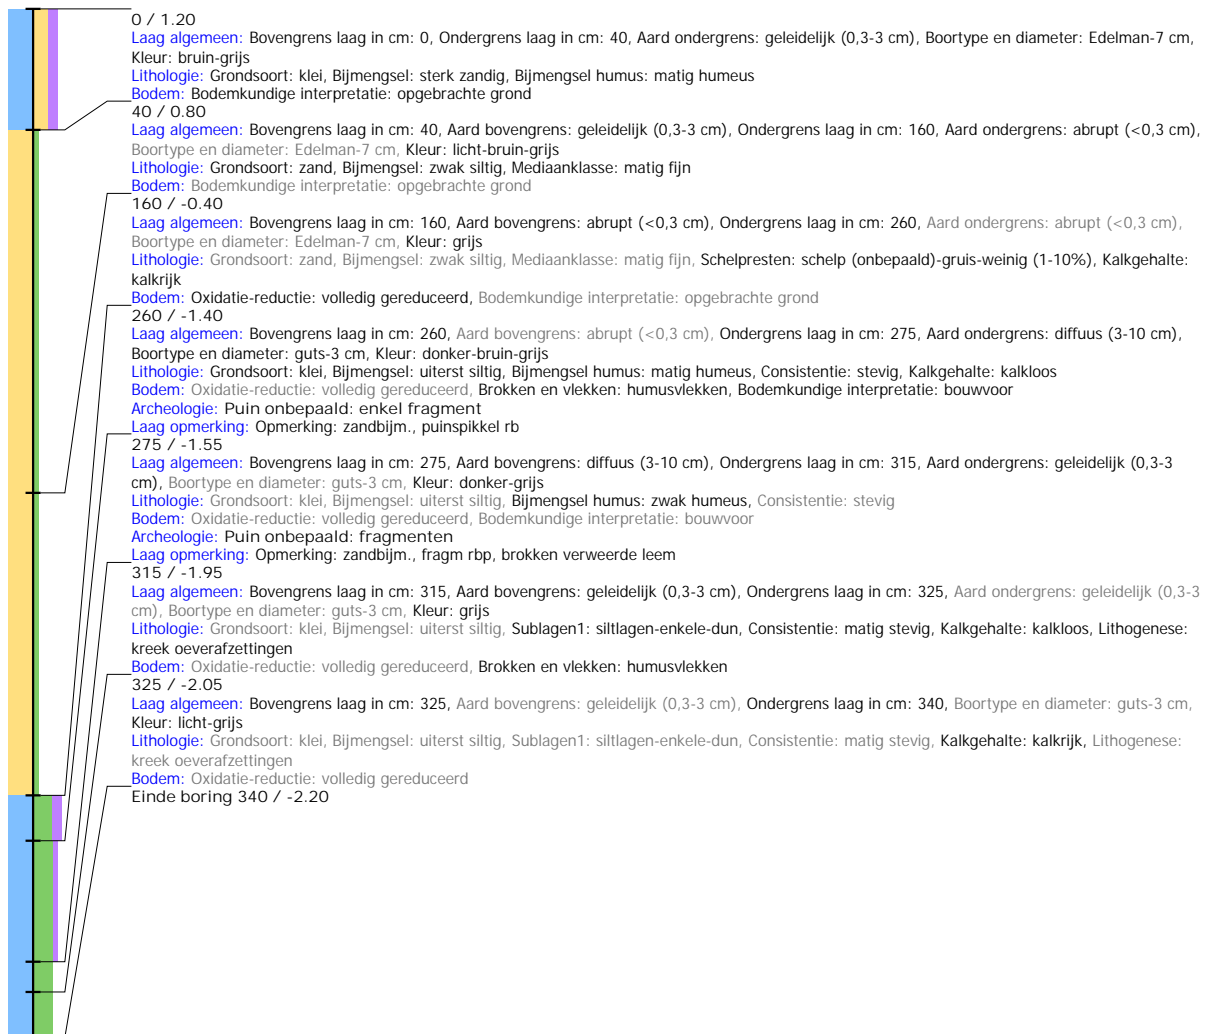 0 / 1.20
Laag algemeen: Bovengrens laag in cm: 0, Ondergrens laag in cm: 40, Aard ondergrens: geleidelijk (0,3-3 cm), Boortype en diameter: Edelman-7 cm,
Kleur: bruin-grijs
Lithologie: Grondsoort: klei, Bijmengsel: sterk zandig, Bijmengsel humus: matig humeus
Bodem: Bodemkundige interpretatie: opgebrachte grond
40 / 0.80
Laag algemeen: Bovengrens laag in cm: 40, Aard bovengrens: geleidelijk (0,3-3 cm), Ondergrens laag in cm: 160, Aard ondergrens: abrupt (<0,3 cm),
Boortype en diameter: Edelman-7 cm, Kleur: licht-bruin-grijs
Lithologie: Grondsoort: zand, Bijmengsel: zwak siltig, Mediaanklasse: matig fijn
Bodem: Bodemkundige interpretatie: opgebrachte grond
160 / -0.40
Laag algemeen: Bovengrens laag in cm: 160, Aard bovengrens: abrupt (<0,3 cm), Ondergrens laag in cm: 260, Aard ondergrens: abrupt (<0,3 cm),
Boortype en diameter: Edelman-7 cm, Kleur: grijs
Lithologie: Grondsoort: zand, Bijmengsel: zwak siltig, Mediaanklasse: matig fijn, Schelpresten: schelp (onbepaald)-gruis-weinig (1-10%), Kalkgehalte:
kalkrijk
Bodem: Oxidatie-reductie: volledig gereduceerd, Bodemkundige interpretatie: opgebrachte grond
260 / -1.40
Laag algemeen: Bovengrens laag in cm: 260, Aard bovengrens: abrupt (<0,3 cm), Ondergrens laag in cm: 275, Aard ondergrens: diffuus (3-10 cm),
Boortype en diameter: guts-3 cm, Kleur: donker-bruin-grijs
Lithologie: Grondsoort: klei, Bijmengsel: uiterst siltig, Bijmengsel humus: matig humeus, Consistentie: stevig, Kalkgehalte: kalkloos
Bodem: Oxidatie-reductie: volledig gereduceerd, Brokken en vlekken: humusvlekken, Bodemkundige interpretatie: bouwvoor
Archeologie: Puin onbepaald: enkel fragment
Laag opmerking: Opmerking: zandbijm., puinspikkel rb
275 / -1.55
Laag algemeen: Bovengrens laag in cm: 275, Aard bovengrens: diffuus (3-10 cm), Ondergrens laag in cm: 315, Aard ondergrens: geleidelijk (0,3-3
cm), Boortype en diameter: guts-3 cm, Kleur: donker-grijs
Lithologie: Grondsoort: klei, Bijmengsel: uiterst siltig, Bijmengsel humus: zwak humeus, Consistentie: stevig
Bodem: Oxidatie-reductie: volledig gereduceerd, Bodemkundige interpretatie: bouwvoor
Archeologie: Puin onbepaald: fragmenten
Laag opmerking: Opmerking: zandbijm., fragm rbp, brokken verweerde leem
315 / -1.95
Laag algemeen: Bovengrens laag in cm: 315, Aard bovengrens: geleidelijk (0,3-3 cm), Ondergrens laag in cm: 325, Aard ondergrens: geleidelijk (0,3-3
cm), Boortype en diameter: guts-3 cm, Kleur: grijs
Lithologie: Grondsoort: klei, Bijmengsel: uiterst siltig, Sublagen1: siltlagen-enkele-dun, Consistentie: matig stevig, Kalkgehalte: kalkloos, Lithogenese:
kreek oeverafzettingen
Bodem: Oxidatie-reductie: volledig gereduceerd, Brokken en vlekken: humusvlekken
325 / -2.05
Laag algemeen: Bovengrens laag in cm: 325, Aard bovengrens: geleidelijk (0,3-3 cm), Ondergrens laag in cm: 340, Boortype en diameter: guts-3 cm,
Kleur: licht-grijs
Lithologie: Grondsoort: klei, Bijmengsel: uiterst siltig, Sublagen1: siltlagen-enkele-dun, Consistentie: matig stevig, Kalkgehalte: kalkrijk, Lithogenese:
kreek oeverafzettingen
Bodem: Oxidatie-reductie: volledig gereduceerd
Einde boring 340 / -2.20